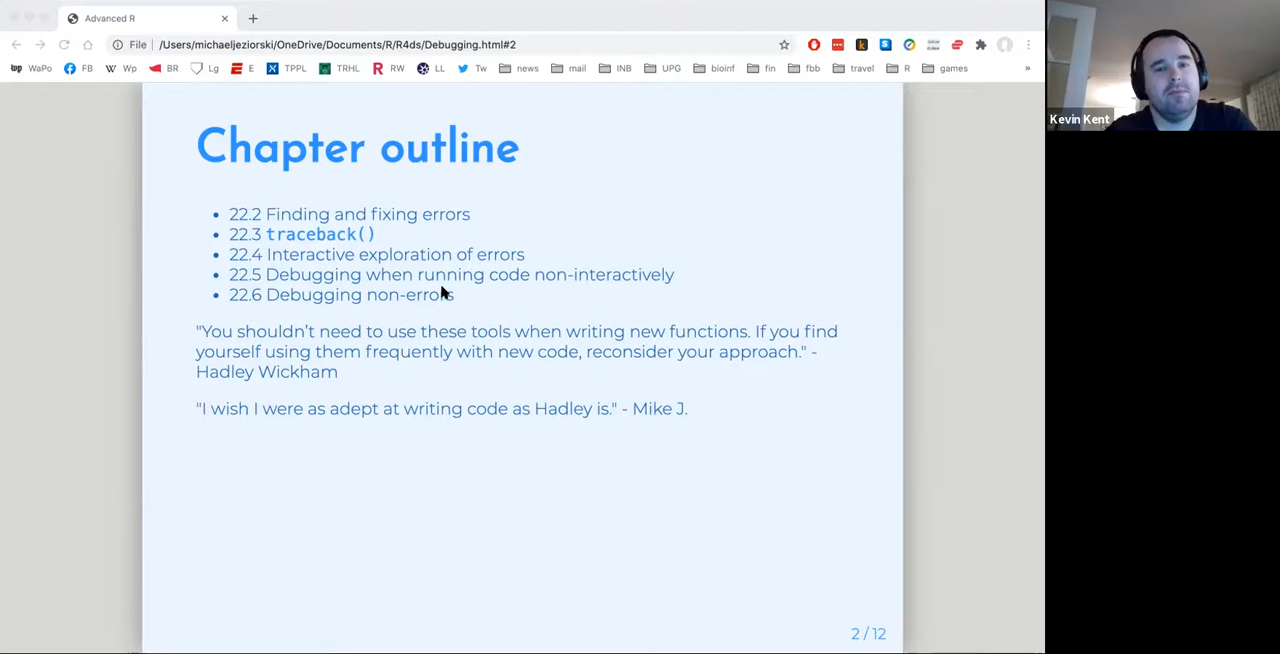 Advanced R
File | /Users/michaeljeziorski/OneDrive/Documents/R/R4ds/Debugging.html#2
wp WaPo FB W Wp BR Lg E TPPL TRHL R RW LL Tw news mail INB UPG bioinf fin fbb travel R games »
Kevin Kent
Chapter outline
• 22.2 Finding and fixing errors
• 22.3 traceback()
• 22.4 Interactive exploration of errors
• 22.5 Debugging when running code non-interactively
• 22.6 Debugging non-errors
"You shouldn't need to use these tools when writing new functions. If you find
yourself using them frequently with new code, reconsider your approach." -
Hadley Wickham
"I wish I were as adept at writing code as Hadley is." - Mike J.
2 / 12